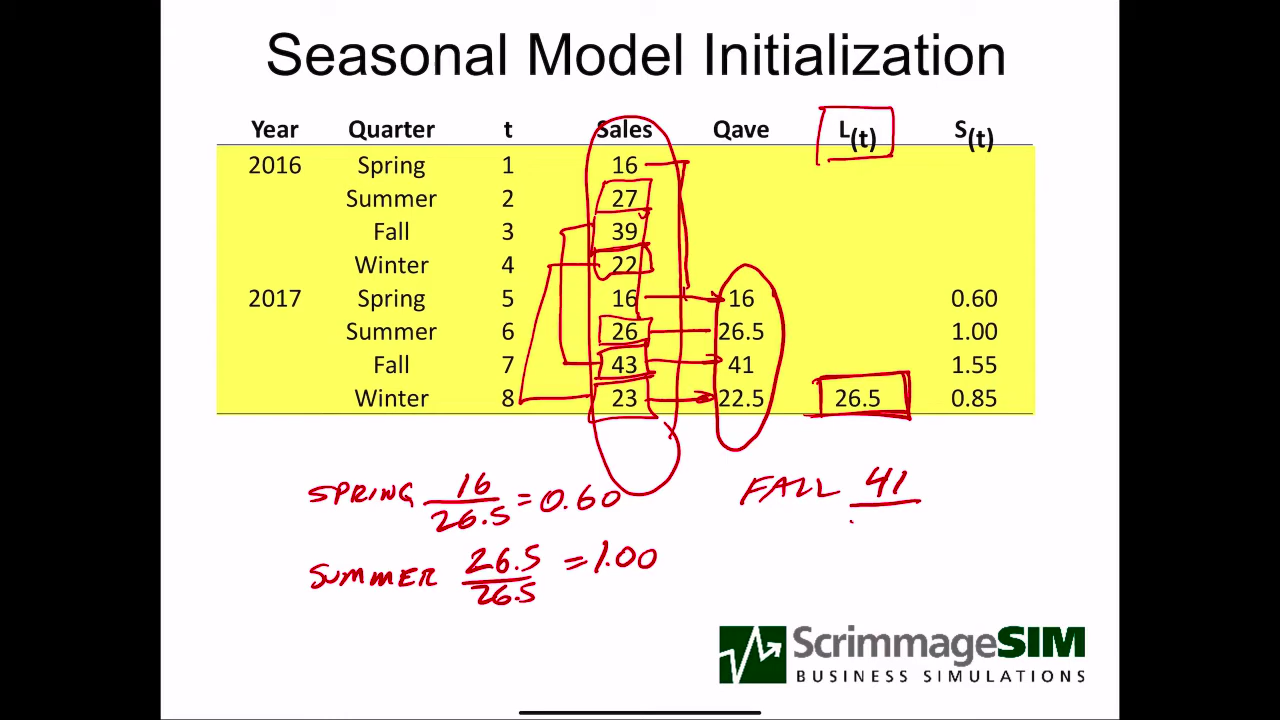 Seasonal Model Initialization
Year Quarter t Sales Qave L(t) S(t)
2016 Spring 1 16
Summer 2 27
Fall 3 39
Winter 4 22
2017 Spring 5 16 16 0.60
Summer 6 26 26.5 1.00
Fall 7 43 41 1.55
Winter 8 23 22.5 26.5 0.85
SPRING 16/26.5 = 0.60
FALL 41
SUMMER 26.5/26.5 = 1.00
ScrimmageSIM
BUSINESS SIMULATIONS